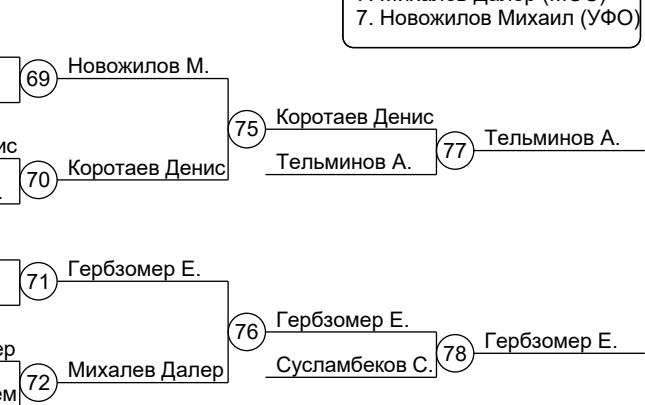 7. Новожилов Михаил (УФО)
69 Новожилов М.
75 Коротаев Денис
77 Тельминов А.
70 Коротаев Денис
Тельминов А.
71 Гербзомер Е.
76 Гербзомер Е.
78 Гербзомер Е.
72 Михалев Далер
Сусламбеков С.